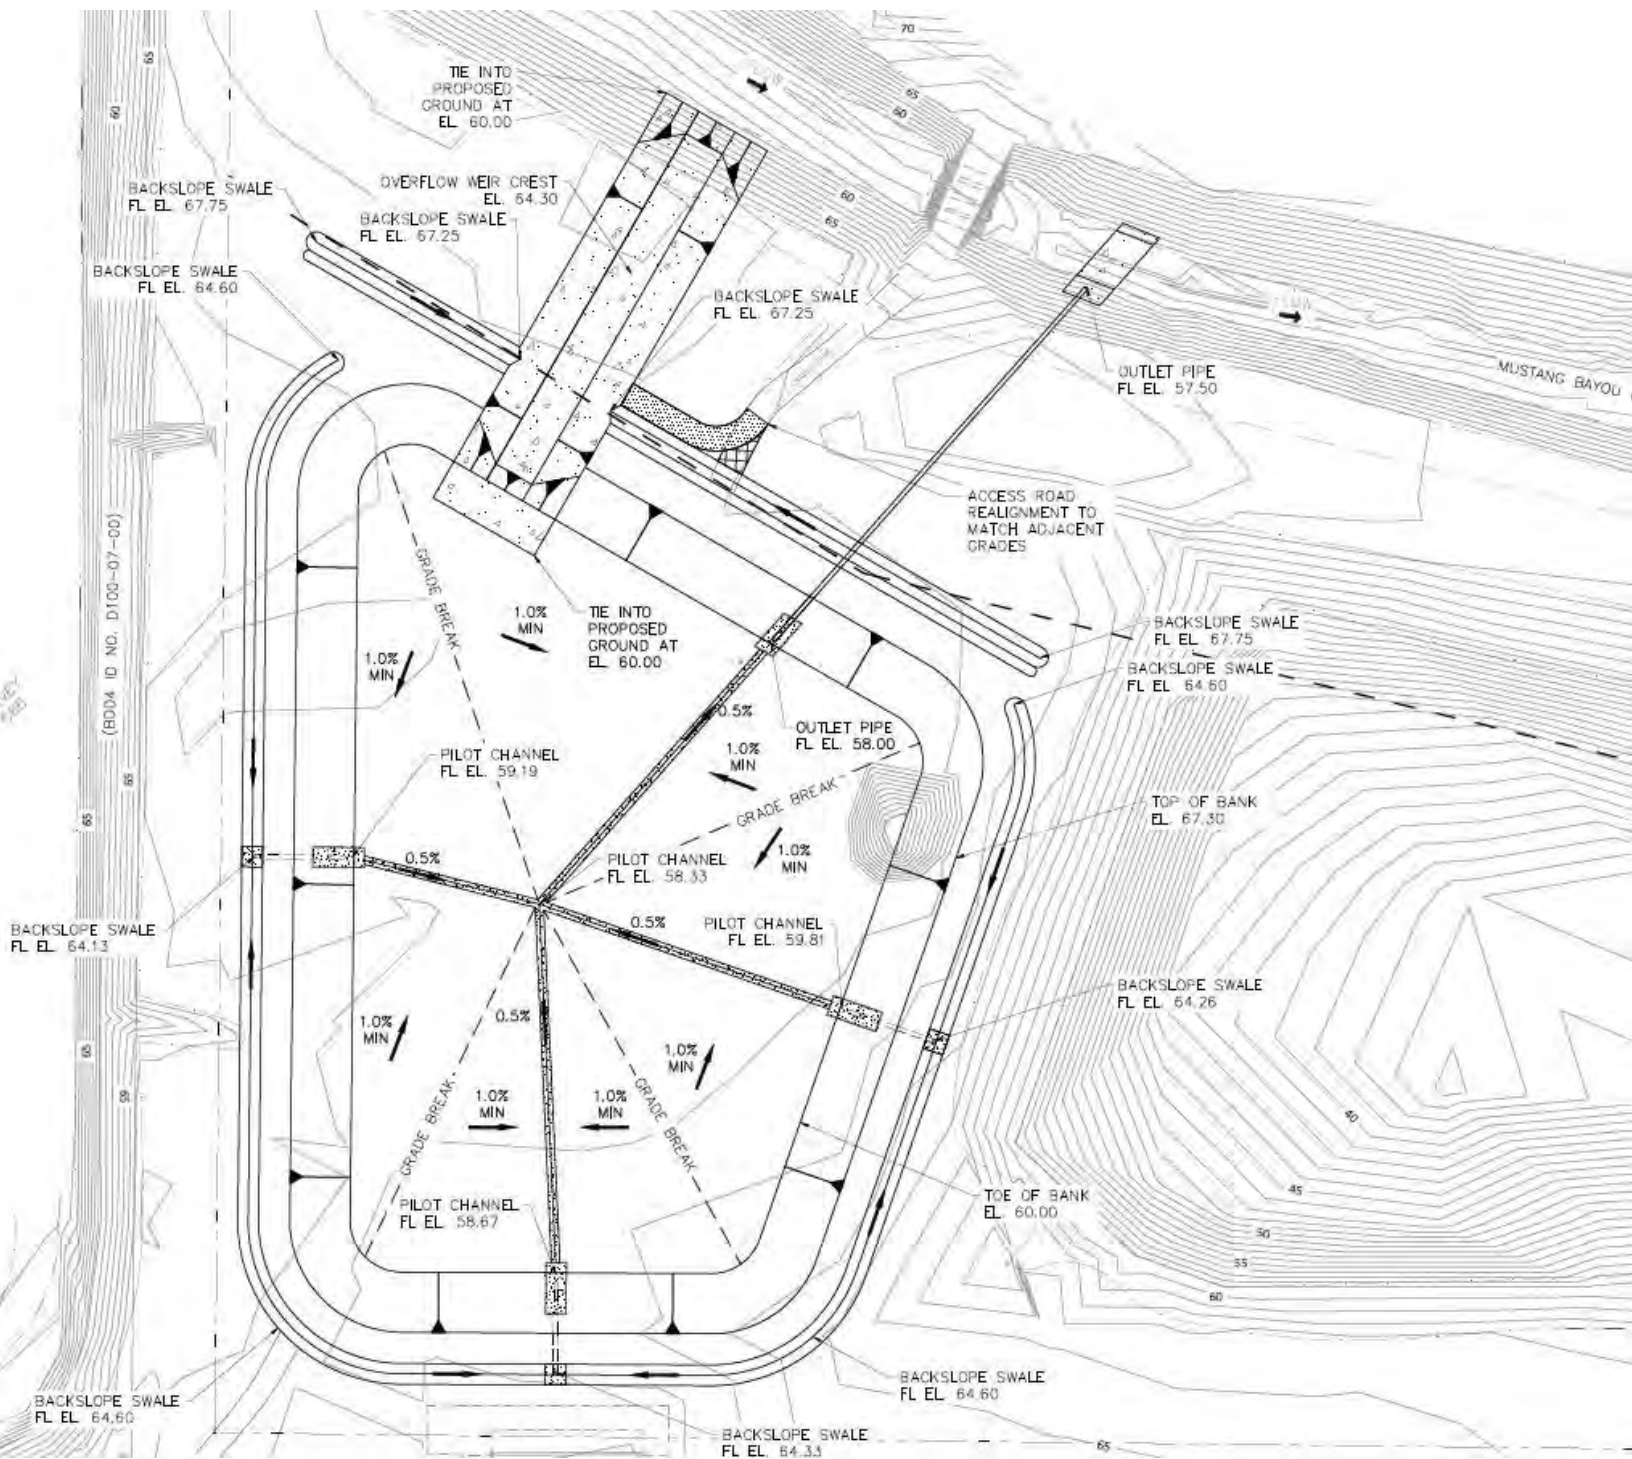 70
65
60
TIE INTO
PROPOSED
GROUND AT
EL 60.00
65
60
BACKSLOPE SWALE
FL EL. 67.75
OVERFLOW WEIR CREST
EL. 64.30
BACKSLOPE SWALE
FL EL. 67.25
60
65
BACKSLOPE SWALE
FL EL. 64.60
BACKSLOPE SWALE
FL EL. 67.25
OUTLET PIPE
FL EL. 57.50
MUSTANG BAYOU
ACCESS ROAD
REALIGNMENT TO
MATCH ADJACENT
GRADES
(B004 ID NO. D100-07-00)
GRADE BREAK
1.0%
MIN
TIE INTO
PROPOSED
GROUND AT
EL 60.00
1.0%
MIN
BACKSLOPE SWALE
FL EL. 67.75
BACKSLOPE SWALE
FL EL. 64.60
0.5%
OUTLET PIPE
FL EL. 58.00
1.0%
MIN
PILOT CHANNEL
FL EL. 59.19
GRADE BREAK
TOP OF BANK
EL. 67.30
65
65
0.5%
PILOT CHANNEL
FL EL. 58.33
1.0%
MIN
BACKSLOPE SWALE
FL EL. 64.13
0.5%
PILOT CHANNEL
FL EL. 59.81
BACKSLOPE SWALE
FL EL. 64.26
1.0%
MIN
0.5%
1.0%
MIN
65
65
1.0%
MIN
1.0%
MIN
GRADE BREAK
GRADE BREAK
40
45
50
55
60
PILOT CHANNEL
FL EL. 58.67
TOE OF BANK
EL. 60.00
BACKSLOPE SWALE
FL EL. 64.60
BACKSLOPE SWALE
FL EL. 64.60
BACKSLOPE SWALE
FL EL. 64.33
65